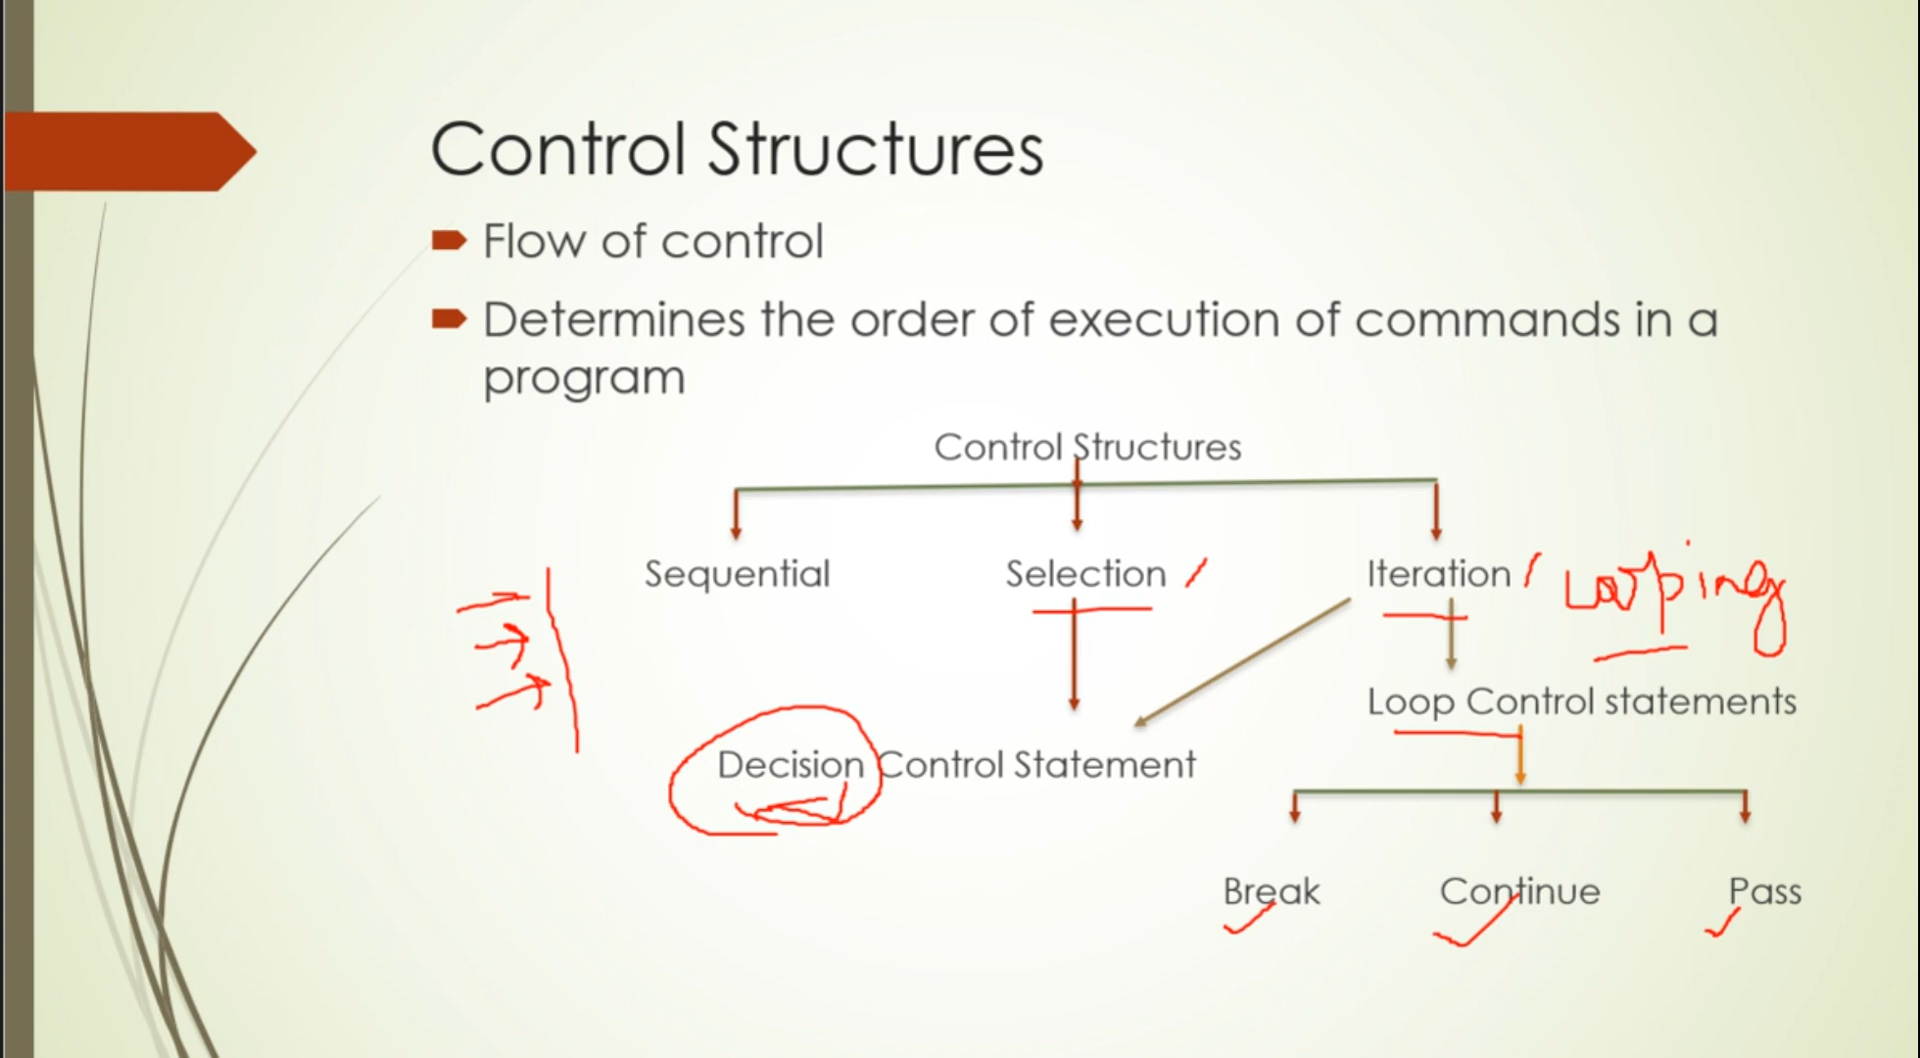 Control Structures
Flow of control
Determines the order of execution of commands in a
program
Control Structures
Sequential
Selection /
Iteration / Looping
Loop Control statements
Decision Control Statement
Break
Continue
Pass